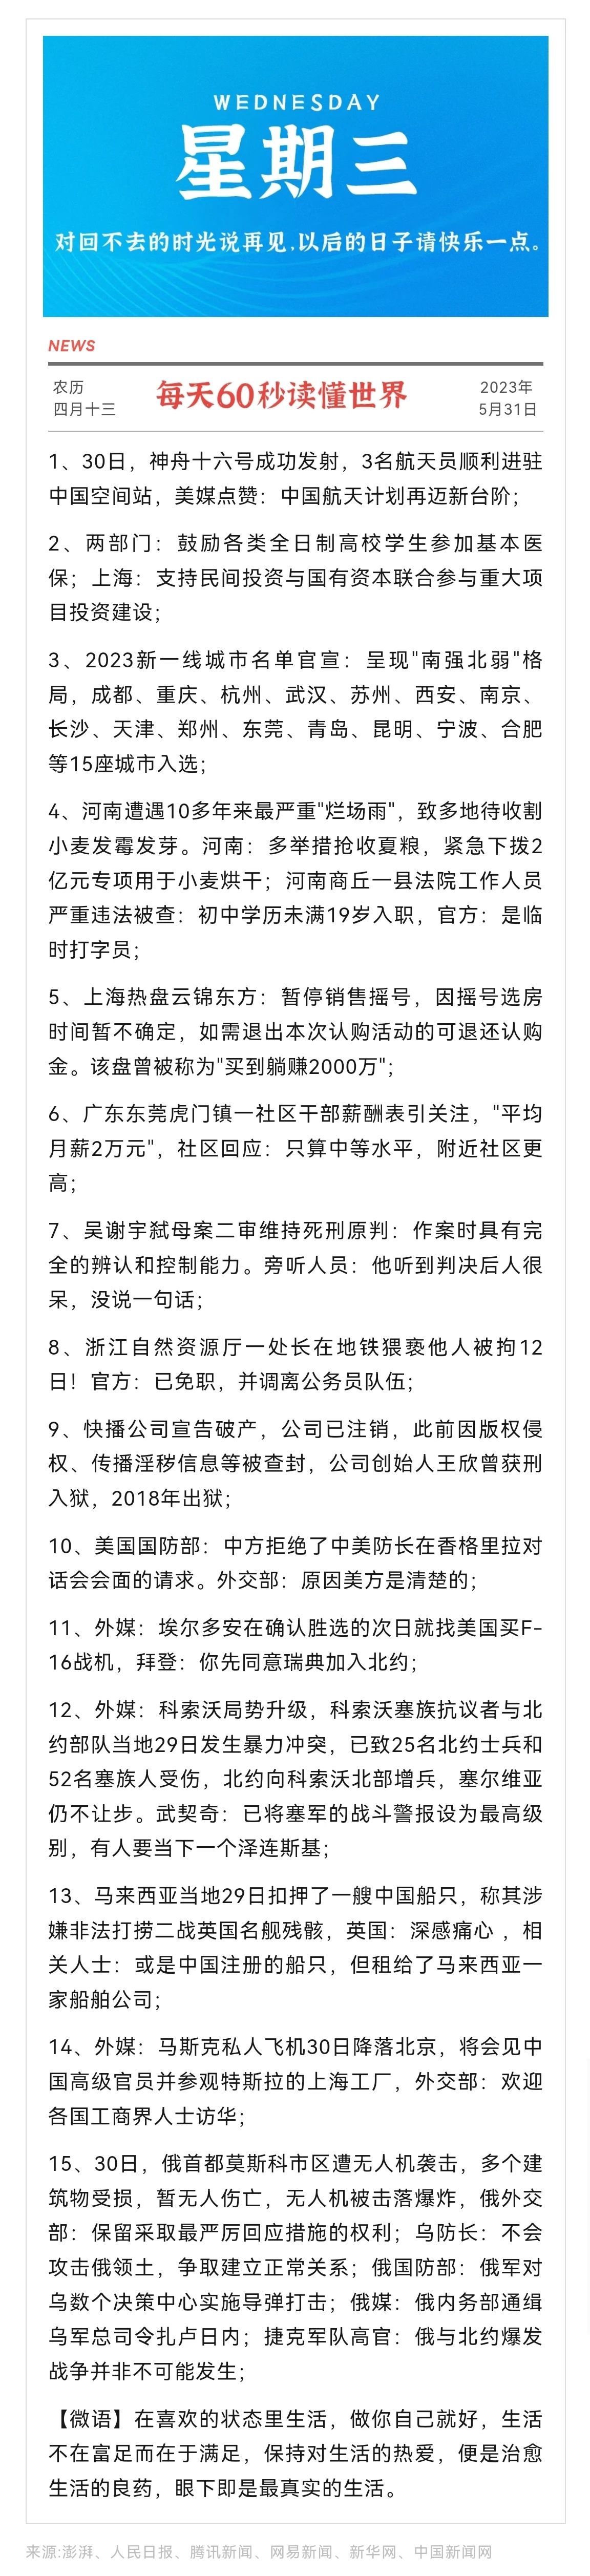 WEDNESDAY
星期三
对回不去的时光说再见,以后的日子请快乐一点。
NEWS
农历
四月十三
每天60秒读懂世界
2023年
5月31日
1、30日，神舟十六号成功发射，3名航天员顺利进驻
中国空间站，美媒点赞：中国航天计划再迈新台阶；
2、两部门：鼓励各类全日制高校学生参加基本医
保；上海：支持民间投资与国有资本联合参与重大项
目投资建设；
3、2023新一线城市名单官宣：呈现"南强北弱"格
局，成都、重庆、杭州、武汉、苏州、西安、南京、
长沙、天津、郑州、东莞、青岛、昆明、宁波、合肥
等15座城市入选；
4、河南遭遇10多年来最严重"烂场雨"，致多地待收割
小麦发霉发芽。河南：多举措抢收夏粮，紧急下拨2
亿元专项用于小麦烘干；河南商丘一县法院工作人员
严重违法被查：初中学历未满19岁入职，官方：是临
时打字员；
5、上海热盘云锦东方：暂停销售摇号，因摇号选房
时间暂不确定，如需退出本次认购活动的可退还认购
金。该盘曾被称为"买到躺赚2000万"；
6、广东东莞虎门镇一社区干部薪酬表引关注，"平均
月薪2万元"，社区回应：只算中等水平，附近社区更
高；
7、吴谢宇弑母案二审维持死刑原判：作案时具有完
全的辨认和控制能力。旁听人员：他听到判决后人很
呆，没说一句话；
8、浙江自然资源厅一处长在地铁猥亵他人被拘12
日！官方：已免职，并调离公务员队伍；
9、快播公司宣告破产，公司已注销，此前因版权侵
权、传播淫秽信息等被查封，公司创始人王欣曾获刑
入狱，2018年出狱；
10、美国国防部：中方拒绝了中美防长在香格里拉对
话会会面的请求。外交部：原因美方是清楚的；
11、外媒：埃尔多安在确认胜选的次日就找美国买F-
16战机，拜登：你先同意瑞典加入北约；
12、外媒：科索沃局势升级，科索沃塞族抗议者与北
约部队当地29日发生暴力冲突，已致25名北约士兵和
52名塞族人受伤，北约向科索沃北部增兵，塞尔维亚
仍不让步。武契奇：已将塞军的战斗警报设为最高级
别，有人要当下一个泽连斯基；
13、马来西亚当地29日扣押了一艘中国船只，称其涉
嫌非法打捞二战英国名舰残骸，英国：深感痛心 ，相
关人士：或是中国注册的船只，但租给了马来西亚一
家船舶公司；
14、外媒：马斯克私人飞机30日降落北京，将会见中
国高级官员并参观特斯拉的上海工厂，外交部：欢迎
各国工商界人士访华；
15、30日，俄首都莫斯科市区遭无人机袭击，多个建
筑物受损，暂无人伤亡，无人机被击落爆炸，俄外交
部：保留采取最严厉回应措施的权利；乌防长：不会
攻击俄领土，争取建立正常关系；俄国防部：俄军对
乌数个决策中心实施导弹打击；俄媒：俄内务部通缉
乌军总司令扎卢日内；捷克军队高官：俄与北约爆发
战争并非不可能发生；
【微语】在喜欢的状态里生活，做你自己就好，生活
不在富足而在于满足，保持对生活的热爱，便是治愈
生活的良药，眼下即是最真实的生活。
来源:澎湃、人民日报、腾讯新闻、网易新闻、新华网、中国新闻网